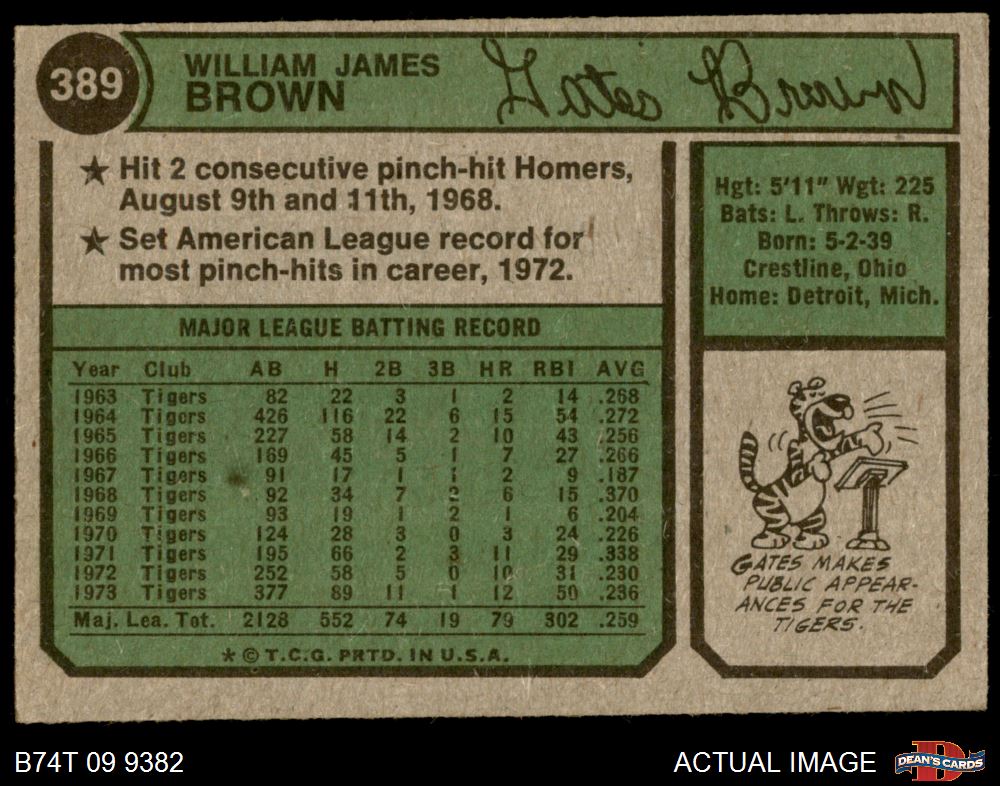 389
WILLIAM JAMES
BROWN
Gates Brown
★ Hit 2 consecutive pinch-hit Homers,
August 9th and 11th, 1968.
★ Set American League record for
most pinch-hits in career, 1972.
MAJOR LEAGUE BATTING RECORD
Year Club AB H 2B 3B HR RBI AVG
1963 Tigers 82 22 3 1 2 14 .268
1964 Tigers 426 116 22 6 15 54 .272
1965 Tigers 227 58 14 2 10 43 .256
1966 Tigers 169 45 5 1 7 27 .266
1967 Tigers 91 17 1 1 2 9 .187
1968 Tigers 92 34 7 2 6 15 .370
1969 Tigers 93 19 1 2 1 6 .204
1970 Tigers 124 28 3 0 3 24 .226
1971 Tigers 195 66 2 3 11 29 .338
1972 Tigers 252 58 5 0 10 31 .230
1973 Tigers 377 89 11 1 12 50 .236
Maj. Lea. Tot. 2128 552 74 19 79 302 .259
* © T.C.G. PRTD. IN U.S.A.
Hgt: 5'11" Wgt: 225
Bats: L. Throws: R.
Born: 5-2-39
Crestline, Ohio
Home: Detroit, Mich.
GATES MAKES
PUBLIC APPEAR-
ANCES FOR THE
TIGERS.
B74T 09 9382
ACTUAL IMAGE
D
DEAN'S CARDS